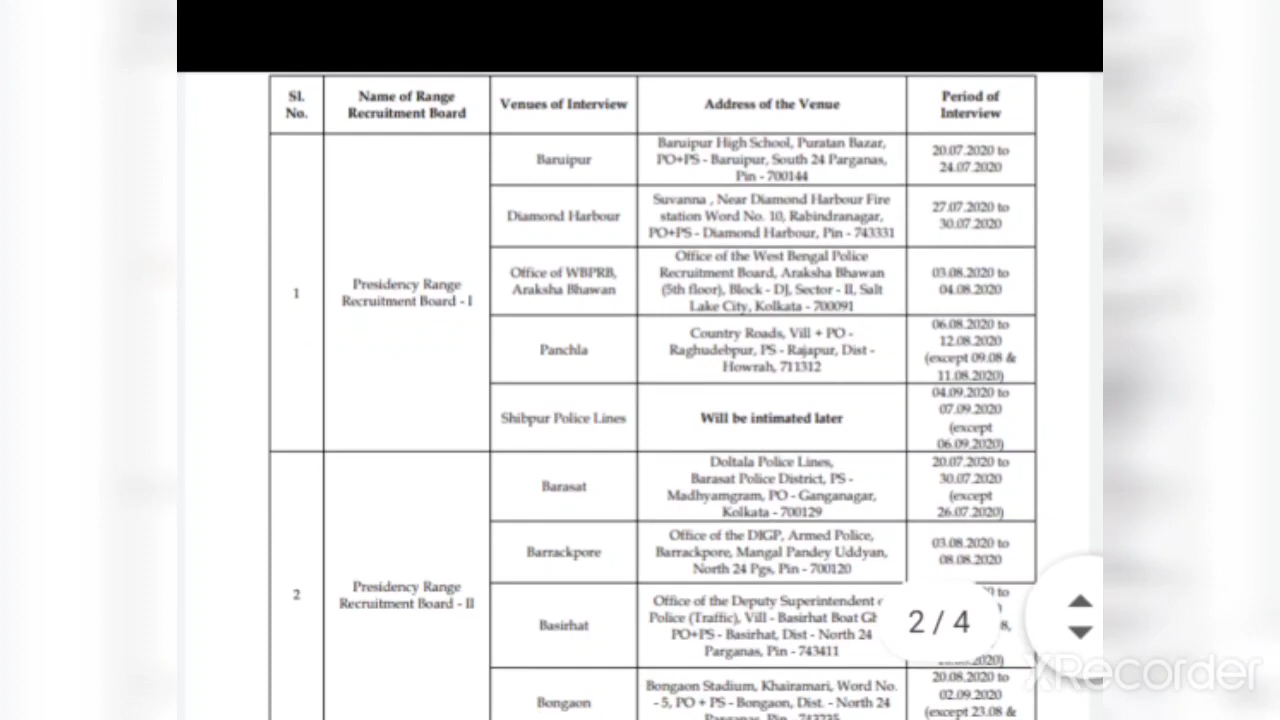 Sl. No.
Name of Range Recruitment Board
Venues of Interview
Address of the Venue
Period of Interview
1
Presidency Range
Recruitment Board - I
Baruipur
Baruipur High School, Puratan Bazar,
PO+PS - Baruipur, South 24 Parganas,
Pin - 700144
20.07.2020 to
24.07.2020
Diamond Harbour
Suvanna , Near Diamond Harbour Fire
station Word No. 10, Rabindranagar,
PO+PS - Diamond Harbour, Pin - 743331
27.07.2020 to
30.07.2020
Office of WBPRB,
Araksha Bhawan
Office of the West Bengal Police
Recruitment Board, Araksha Bhawan
(5th floor), Block - DJ, Sector - II, Salt
Lake City, Kolkata - 700091
03.08.2020 to
04.08.2020
Panchla
Country Roads, Vill + PO -
Raghudebpur, PS - Rajapur, Dist -
Howrah, 711312
06.08.2020 to
12.08.2020
(except 09.08 &
11.08.2020)
Shibpur Police Lines
Will be intimated later
04.09.2020 to
07.09.2020
(except
06.09.2020)
2
Presidency Range
Recruitment Board - II
Barasat
Doltala Police Lines,
Barasat Police District, PS -
Madhyamgram, PO - Ganganagar,
Kolkata - 700129
20.07.2020 to
30.07.2020
(except
26.07.2020)
Barrackpore
Office of the DIGP, Armed Police,
Barrackpore, Mangal Pandey Uddyan,
North 24 Pgs, Pin - 700120
03.08.2020 to
08.08.2020
Basirhat
Office of the Deputy Superintendent
Police (Traffic), Vill - Basirhat Boat
PO+PS - Basirhat, Dist - North 24
Parganas, Pin - 743411
to
2 / 4
Bongaon
Bongaon Stadium, Khairamari, Word No.
- 5, PO + PS - Bongaon, Dist. - North 24
Parganas, Pin - 743235
20.08.2020 to
02.09.2020
(except 23.08 &
XRecorder